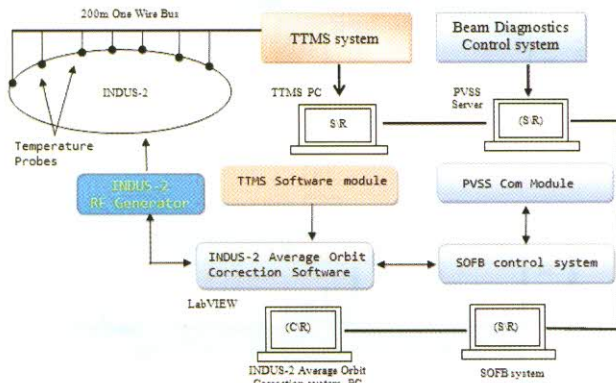 200m One Wire Bus
TTMS system
Beam Diagnostics
Control system
INDUS-2
TTMS PC
PVSS
Server
S\R
(S\R)
Temperature
Probes
INDUS-2
RF Generator
TTMS Software module
PVSS Com Module
INDUS-2 Average Orbit
Correction Software
SOFB control system
LabVIEW
(C\R)
(S\R)
INDUS-2 Average Orbit
Correction system PC
SOFB system